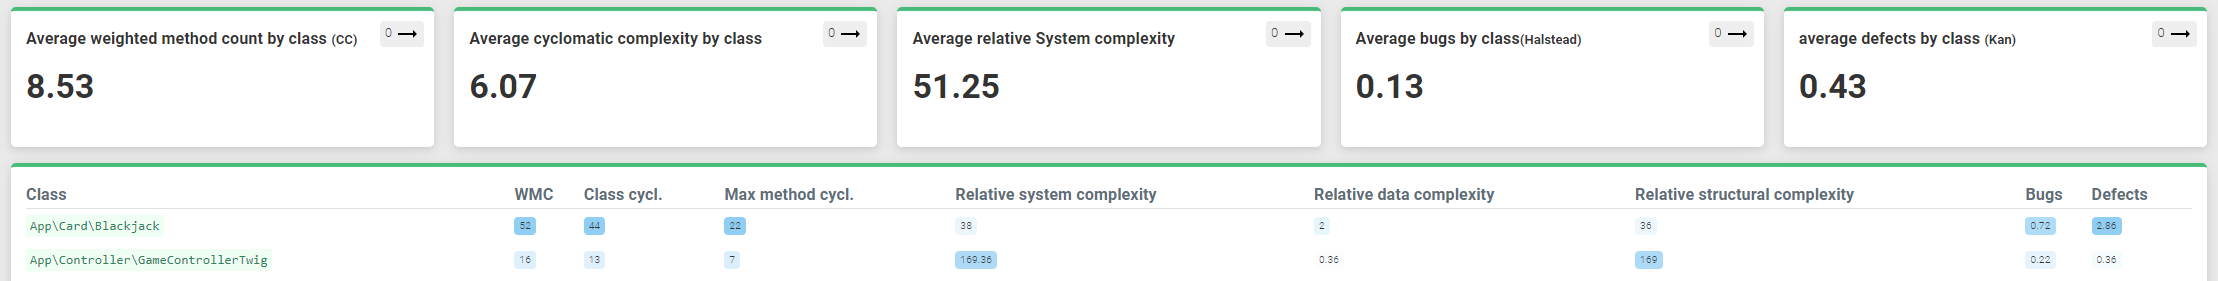 Average weighted method count by class (CC) 0
8.53
Average cyclomatic complexity by class 0
6.07
Average relative System complexity 0
51.25
Average bugs by class(Halstead) 0
0.13
average defects by class (Kan) 0
0.43
Class WMC Class cycl. Max method cycl. Relative system complexity Relative data complexity Relative structural complexity Bugs Defects
App\Card\Blackjack 52 44 22 38 2 36 0.72 2.86
App\Controller\GameControllerTwig 16 13 7 169.36 0.36 169 0.22 0.36